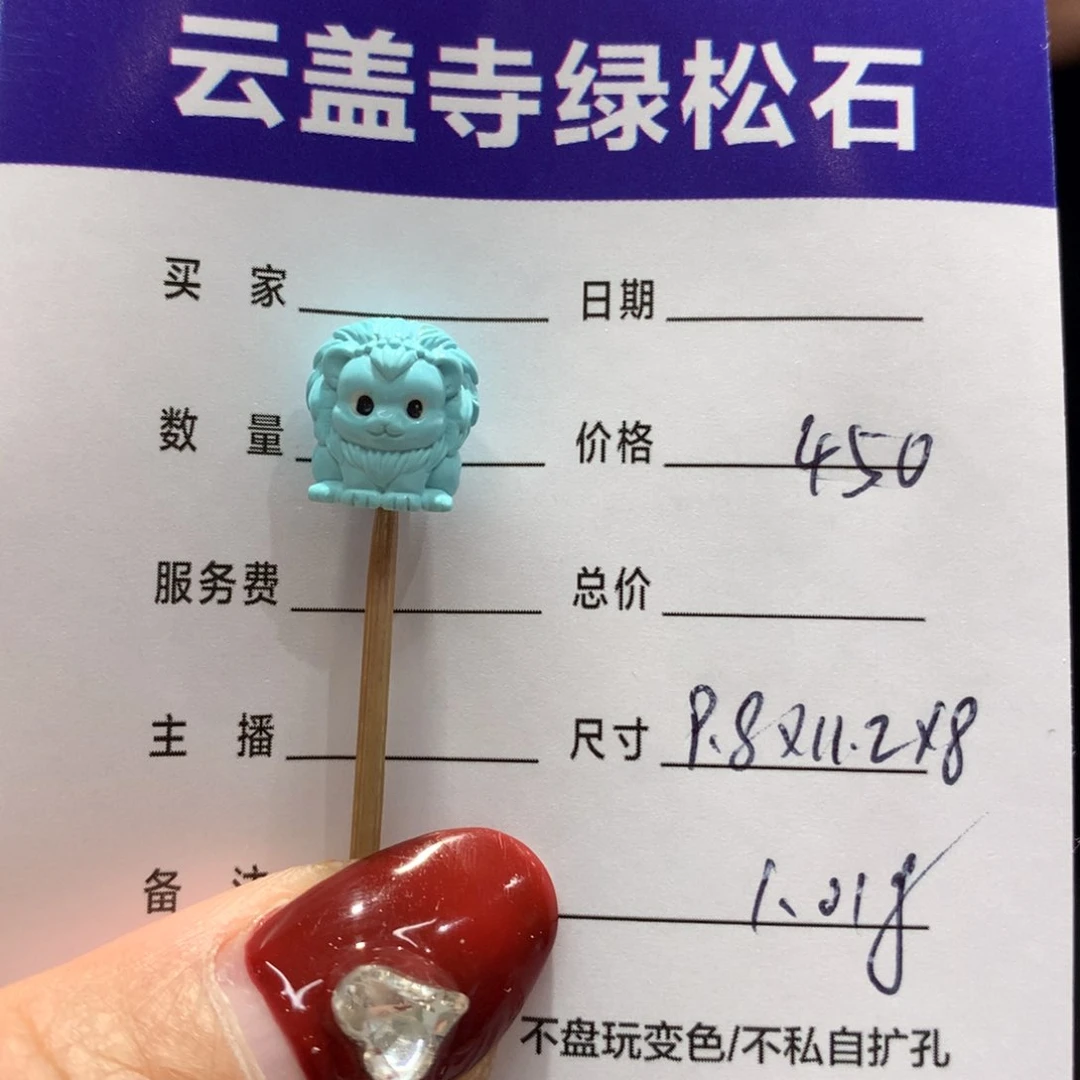 云盖寺绿松石
买 家 日期
数 量 价格 450
服务费 总价
主 播 尺寸 9.8X11.2X8
备 1.01g
不盘玩变色/不私自扩孔